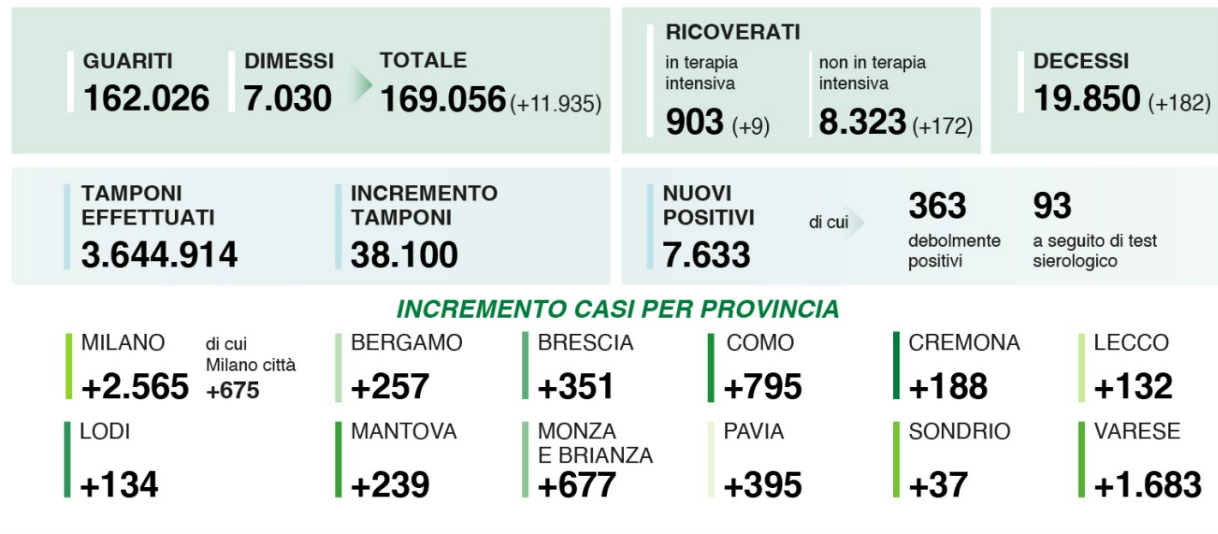 GUARITI
162.026
DIMESSI
7.030
TOTALE
169.056 (+11.935)
RICOVERATI
in terapia
intensiva
903 (+9)
non in terapia
intensiva
8.323 (+172)
DECESSI
19.850 (+182)
TAMPONI
EFFETTUATI
3.644.914
INCREMENTO
TAMPONI
38.100
NUOVI
POSITIVI
7.633
di cui
363
debolmente
positivi
93
a seguito di test
sierologico
INCREMENTO CASI PER PROVINCIA
MILANO
+2.565
di cui
Milano città
+675
BERGAMO
+257
BRESCIA
+351
COMO
+795
CREMONA
+188
LECCO
+132
LODI
+134
MANTOVA
+239
MONZA
E BRIANZA
+677
PAVIA
+395
SONDRIO
+37
VARESE
+1.683